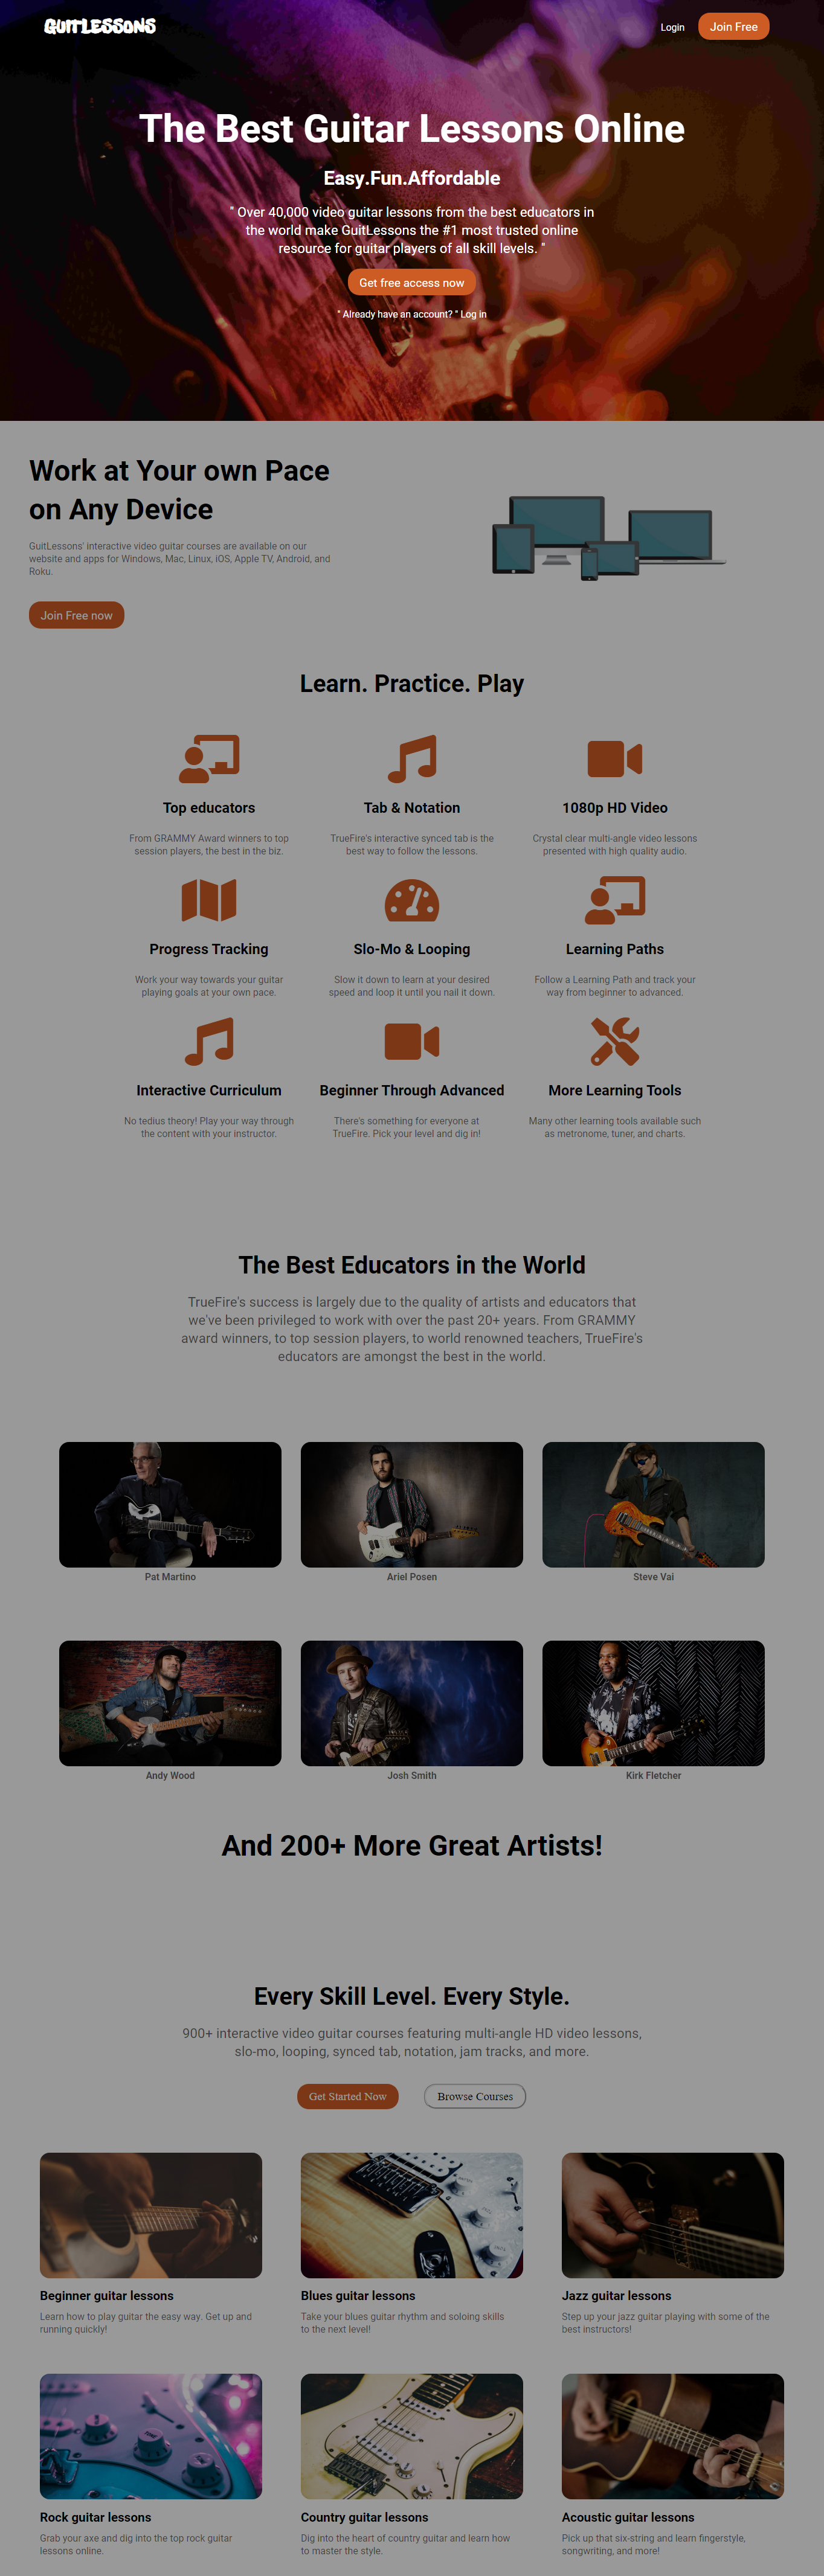 GUITLESSONS
Login
Join Free
The Best Guitar Lessons Online
Easy.Fun.Affordable
" Over 40,000 video guitar lessons from the best educators in
the world make GuitLessons the #1 most trusted online
resource for guitar players of all skill levels. "
Get free access now
" Already have an account? " Log in
Work at Your own Pace
on Any Device
GuitLessons' interactive video guitar courses are available on our
website and apps for Windows, Mac, Linux, iOS, Apple TV, Android, and
Roku.
Join Free now
Learn. Practice. Play
Top educators
From GRAMMY Award winners to top
session players, the best in the biz.
Tab & Notation
TrueFire's interactive synced tab is the
best way to follow the lessons.
1080p HD Video
Crystal clear multi-angle video lessons
presented with high quality audio.
Progress Tracking
Work your way towards your guitar
playing goals at your own pace.
Slo-Mo & Looping
Slow it down to learn at your desired
speed and loop it until you nail it down.
Learning Paths
Follow a Learning Path and track your
way from beginner to advanced.
Interactive Curriculum
No tedius theory! Play your way through
the content with your instructor.
Beginner Through Advanced
There's something for everyone at
TrueFire. Pick your level and dig in!
More Learning Tools
Many other learning tools available such
as metronome, tuner, and charts.
The Best Educators in the World
TrueFire's success is largely due to the quality of artists and educators that
we've been privileged to work with over the past 20+ years. From GRAMMY
award winners, to top session players, to world renowned teachers, TrueFire's
educators are amongst the best in the world.
Pat Martino
Ariel Posen
Steve Vai
Andy Wood
Josh Smith
Kirk Fletcher
And 200+ More Great Artists!
Every Skill Level. Every Style.
900+ interactive video guitar courses featuring multi-angle HD video lessons,
slo-mo, looping, synced tab, notation, jam tracks, and more.
Get Started Now
Browse Courses
Beginner guitar lessons
Learn how to play guitar the easy way. Get up and
running quickly!
Blues guitar lessons
Take your blues guitar rhythm and soloing skills
to the next level!
Jazz guitar lessons
Step up your jazz guitar playing with some of the
best instructors!
Rock guitar lessons
Grab your axe and dig into the top rock guitar
lessons online.
Country guitar lessons
Dig into the heart of country guitar and learn how
to master the style.
Acoustic guitar lessons
Pick up that six-string and learn fingerstyle,
songwriting, and more!